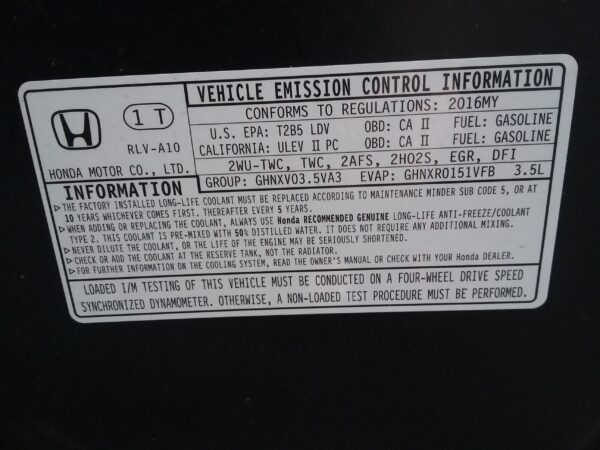 VEHICLE EMISSION CONTROL INFORMATION
1 T
RLV-A10
HONDA MOTOR CO., LTD.
CONFORMS TO REGULATIONS: 2016MY
U.S. EPA: T2B5 LDV OBD: CA II FUEL: GASOLINE
CALIFORNIA: ULEV II PC OBD: CA II FUEL: GASOLINE
2WU-TWC, TWC, 2AFS, 2HO2S, EGR, DFI
GROUP: GHNXV03.5VA3 EVAP: GHNXR0151VFB 3.5L
INFORMATION
▷THE FACTORY INSTALLED LONG-LIFE COOLANT MUST BE REPLACED ACCORDING TO MAINTENANCE MINDER SUB CODE 5, OR AT
10 YEARS WHICHEVER COMES FIRST. THEREAFTER EVERY 5 YEARS.
▷WHEN ADDING OR REPLACING THE COOLANT, ALWAYS USE Honda RECOMMENDED GENUINE LONG-LIFE ANTI-FREEZE/COOLANT
TYPE 2. THIS COOLANT IS PRE-MIXED WITH 50% DISTILLED WATER. IT DOES NOT REQUIRE ANY ADDITIONAL MIXING.
▷NEVER DILUTE THE COOLANT, OR THE LIFE OF THE ENGINE MAY BE SERIOUSLY SHORTENED.
▷CHECK OR ADD THE COOLANT AT THE RESERVE TANK, NOT THE RADIATOR.
▷FOR FURTHER INFORMATION ON THE COOLING SYSTEM, READ THE OWNER'S MANUAL OR CHECK WITH YOUR Honda DEALER.
LOADED I/M TESTING OF THIS VEHICLE MUST BE CONDUCTED ON A FOUR-WHEEL DRIVE SPEED
SYNCHRONIZED DYNAMOMETER. OTHERWISE, A NON-LOADED TEST PROCEDURE MUST BE PERFORMED.